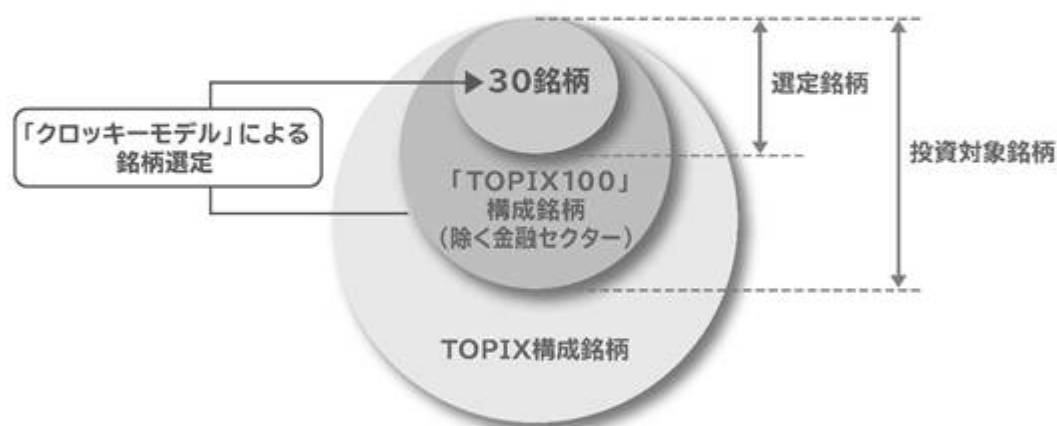 30銘柄
選定銘柄
「クロッキーモデル」による
銘柄選定
投資対象銘柄
「TOPIX100」
構成銘柄
（除く金融セクター）
TOPIX構成銘柄